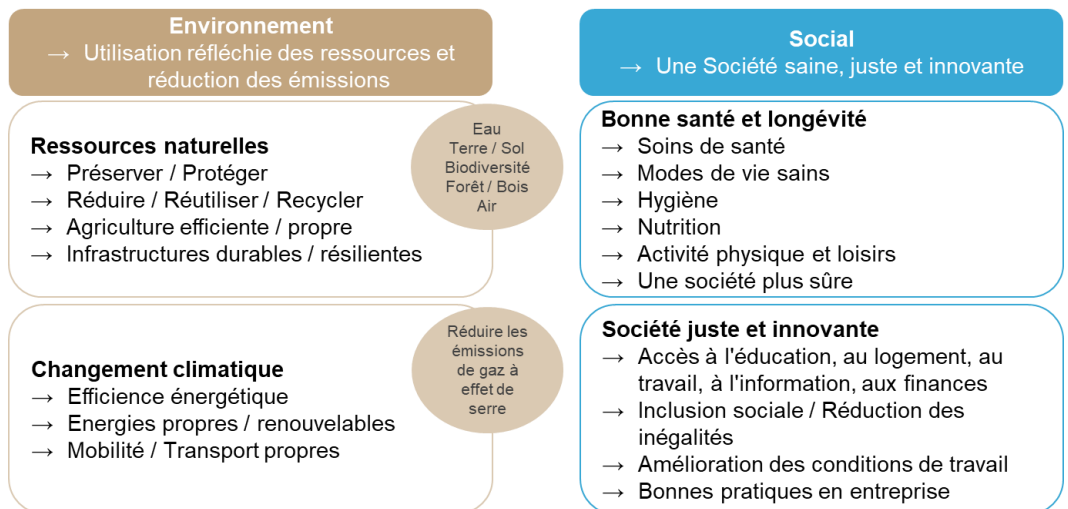 Environnement
→ Utilisation réfléchie des ressources et
réduction des émissions
Ressources naturelles
→ Préserver / Protéger
→ Réduire / Réutiliser / Recycler
→ Agriculture efficiente / propre
→ Infrastructures durables / résilientes
Eau
Terre / Sol
Biodiversité
Forêt / Bois
Air
Changement climatique
→ Efficience énergétique
→ Energies propres / renouvelables
→ Mobilité / Transport propres
Réduire les
émissions
de gaz à
effet de
serre
Social
→ Une Société saine, juste et innovante
Bonne santé et longévité
→ Soins de santé
→ Modes de vie sains
→ Hygiène
→ Nutrition
→ Activité physique et loisirs
→ Une société plus sûre
Société juste et innovante
→ Accès à l'éducation, au logement, au
travail, à l'information, aux finances
→ Inclusion sociale / Réduction des
inégalités
→ Amélioration des conditions de travail
→ Bonnes pratiques en entreprise